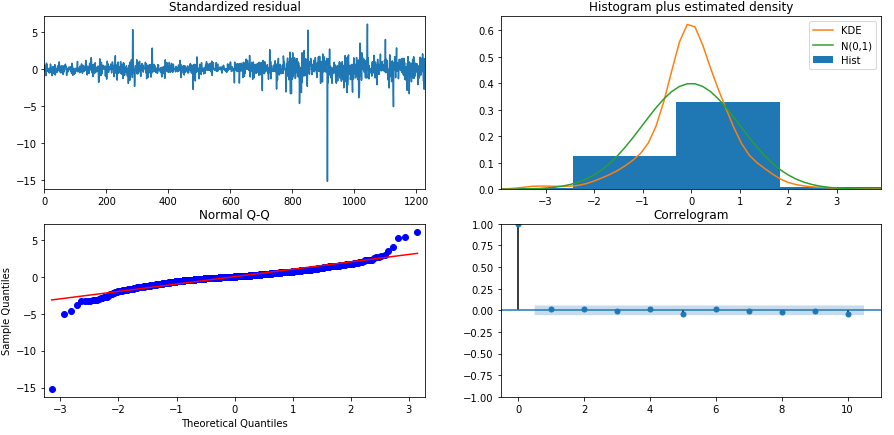 Standardized residual
5
0
−5
−10
−15
0 200 400 600 800 1000 1200
Histogram plus estimated density
0.6
0.5
0.4
0.3
0.2
0.1
0.0
KDE
N(0,1)
Hist
−3 −2 −1 0 1 2 3
Normal Q-Q
Sample Quantiles
5
0
−5
−10
−15
−3 −2 −1 0 1 2 3
Theoretical Quantiles
Correlogram
1.00
0.75
0.50
0.25
0.00
−0.25
−0.50
−0.75
−1.00
0 2 4 6 8 10